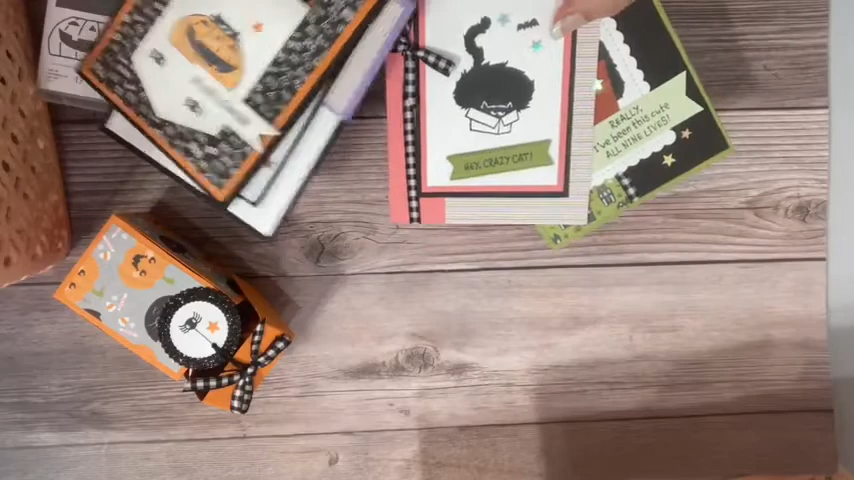 HEY, CRAZY CAT!
REALLY,
I've been this cute
ALL NINE LIVES!